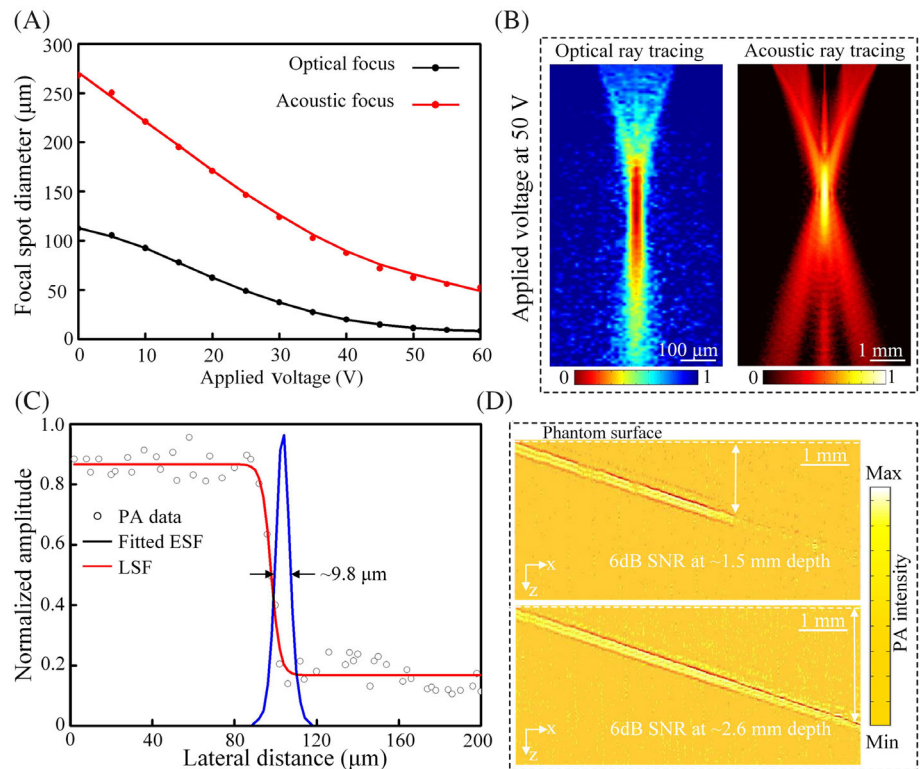 (A)
300
250
200
150
100
50
0
Focal spot diameter (μm)
Optical focus
Acoustic focus
0 10 20 30 40 50 60
Applied voltage (V)
(B)
Applied voltage at 50 V
Optical ray tracing
Acoustic ray tracing
100 μm
1 mm
0 1
0 1
(C)
1.0
0.8
0.6
0.4
0.2
0
Normalized amplitude
PA data
Fitted ESF
LSF
~9.8 μm
0 40 80 120 160 200
Lateral distance (μm)
(D)
Phantom surface
1 mm
6dB SNR at ~1.5 mm depth
x
z
1 mm
6dB SNR at ~2.6 mm depth
x
z
Max
PA intensity
Min